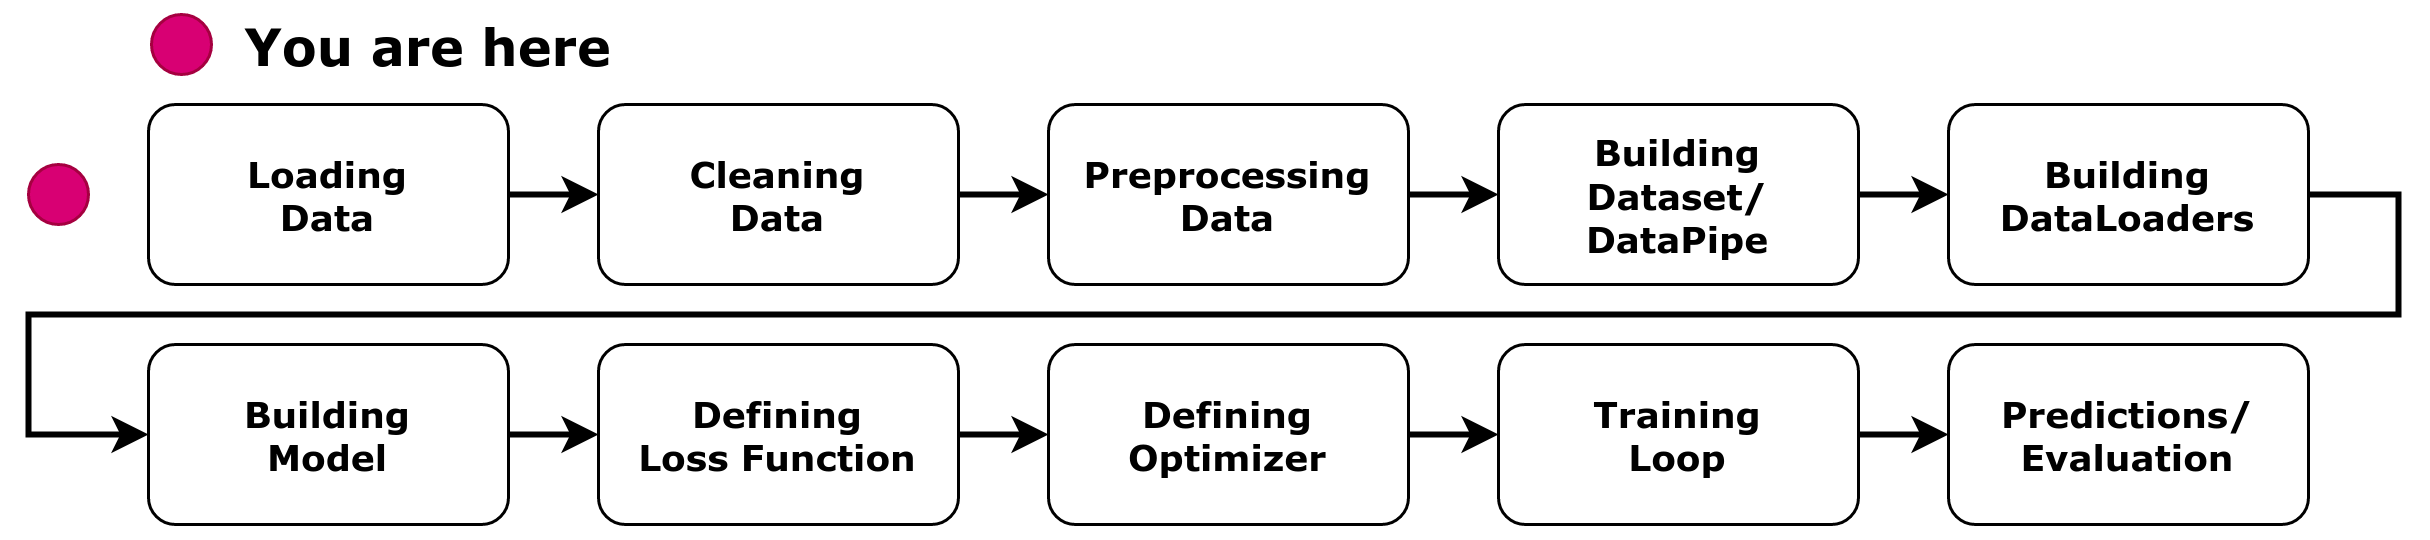 You are here
Loading
Data
Cleaning
Data
Preprocessing
Data
Building
Dataset/
DataPipe
Building
DataLoaders
Building
Model
Defining
Loss Function
Defining
Optimizer
Training
Loop
Predictions/
Evaluation